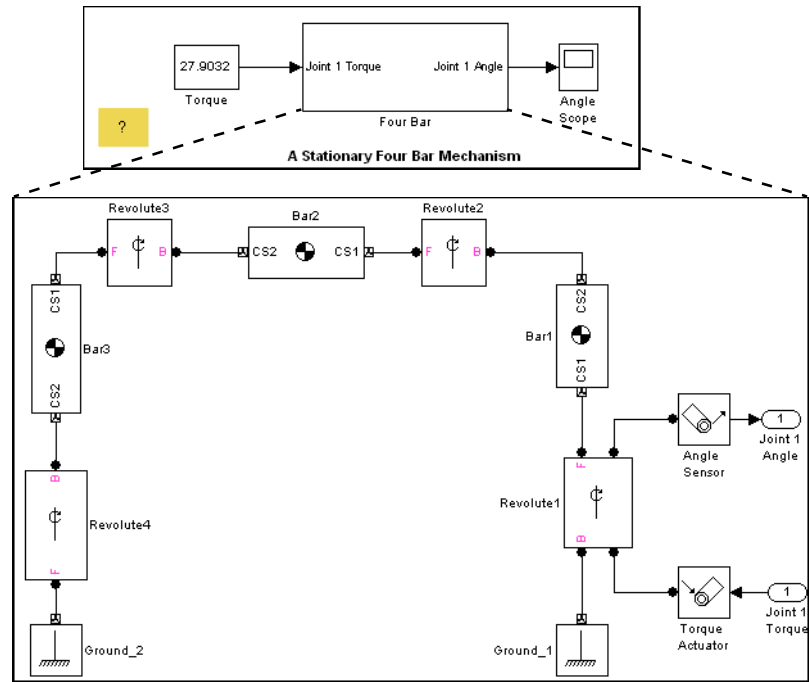 27.9032
Torque
Joint 1 Torque
Joint 1 Angle
Four Bar
Angle
Scope
?
A Stationary Four Bar Mechanism
Revolute3
F
B
Bar2
CS2
CS1
Revolute2
F
B
CS1
CS2
Bar3
CS2
CS1
Bar1
B
F
Revolute4
Ground_2
F
B
Revolute1
Ground_1
Angle
Sensor
1
Joint 1
Angle
Torque
Actuator
1
Joint 1
Torque